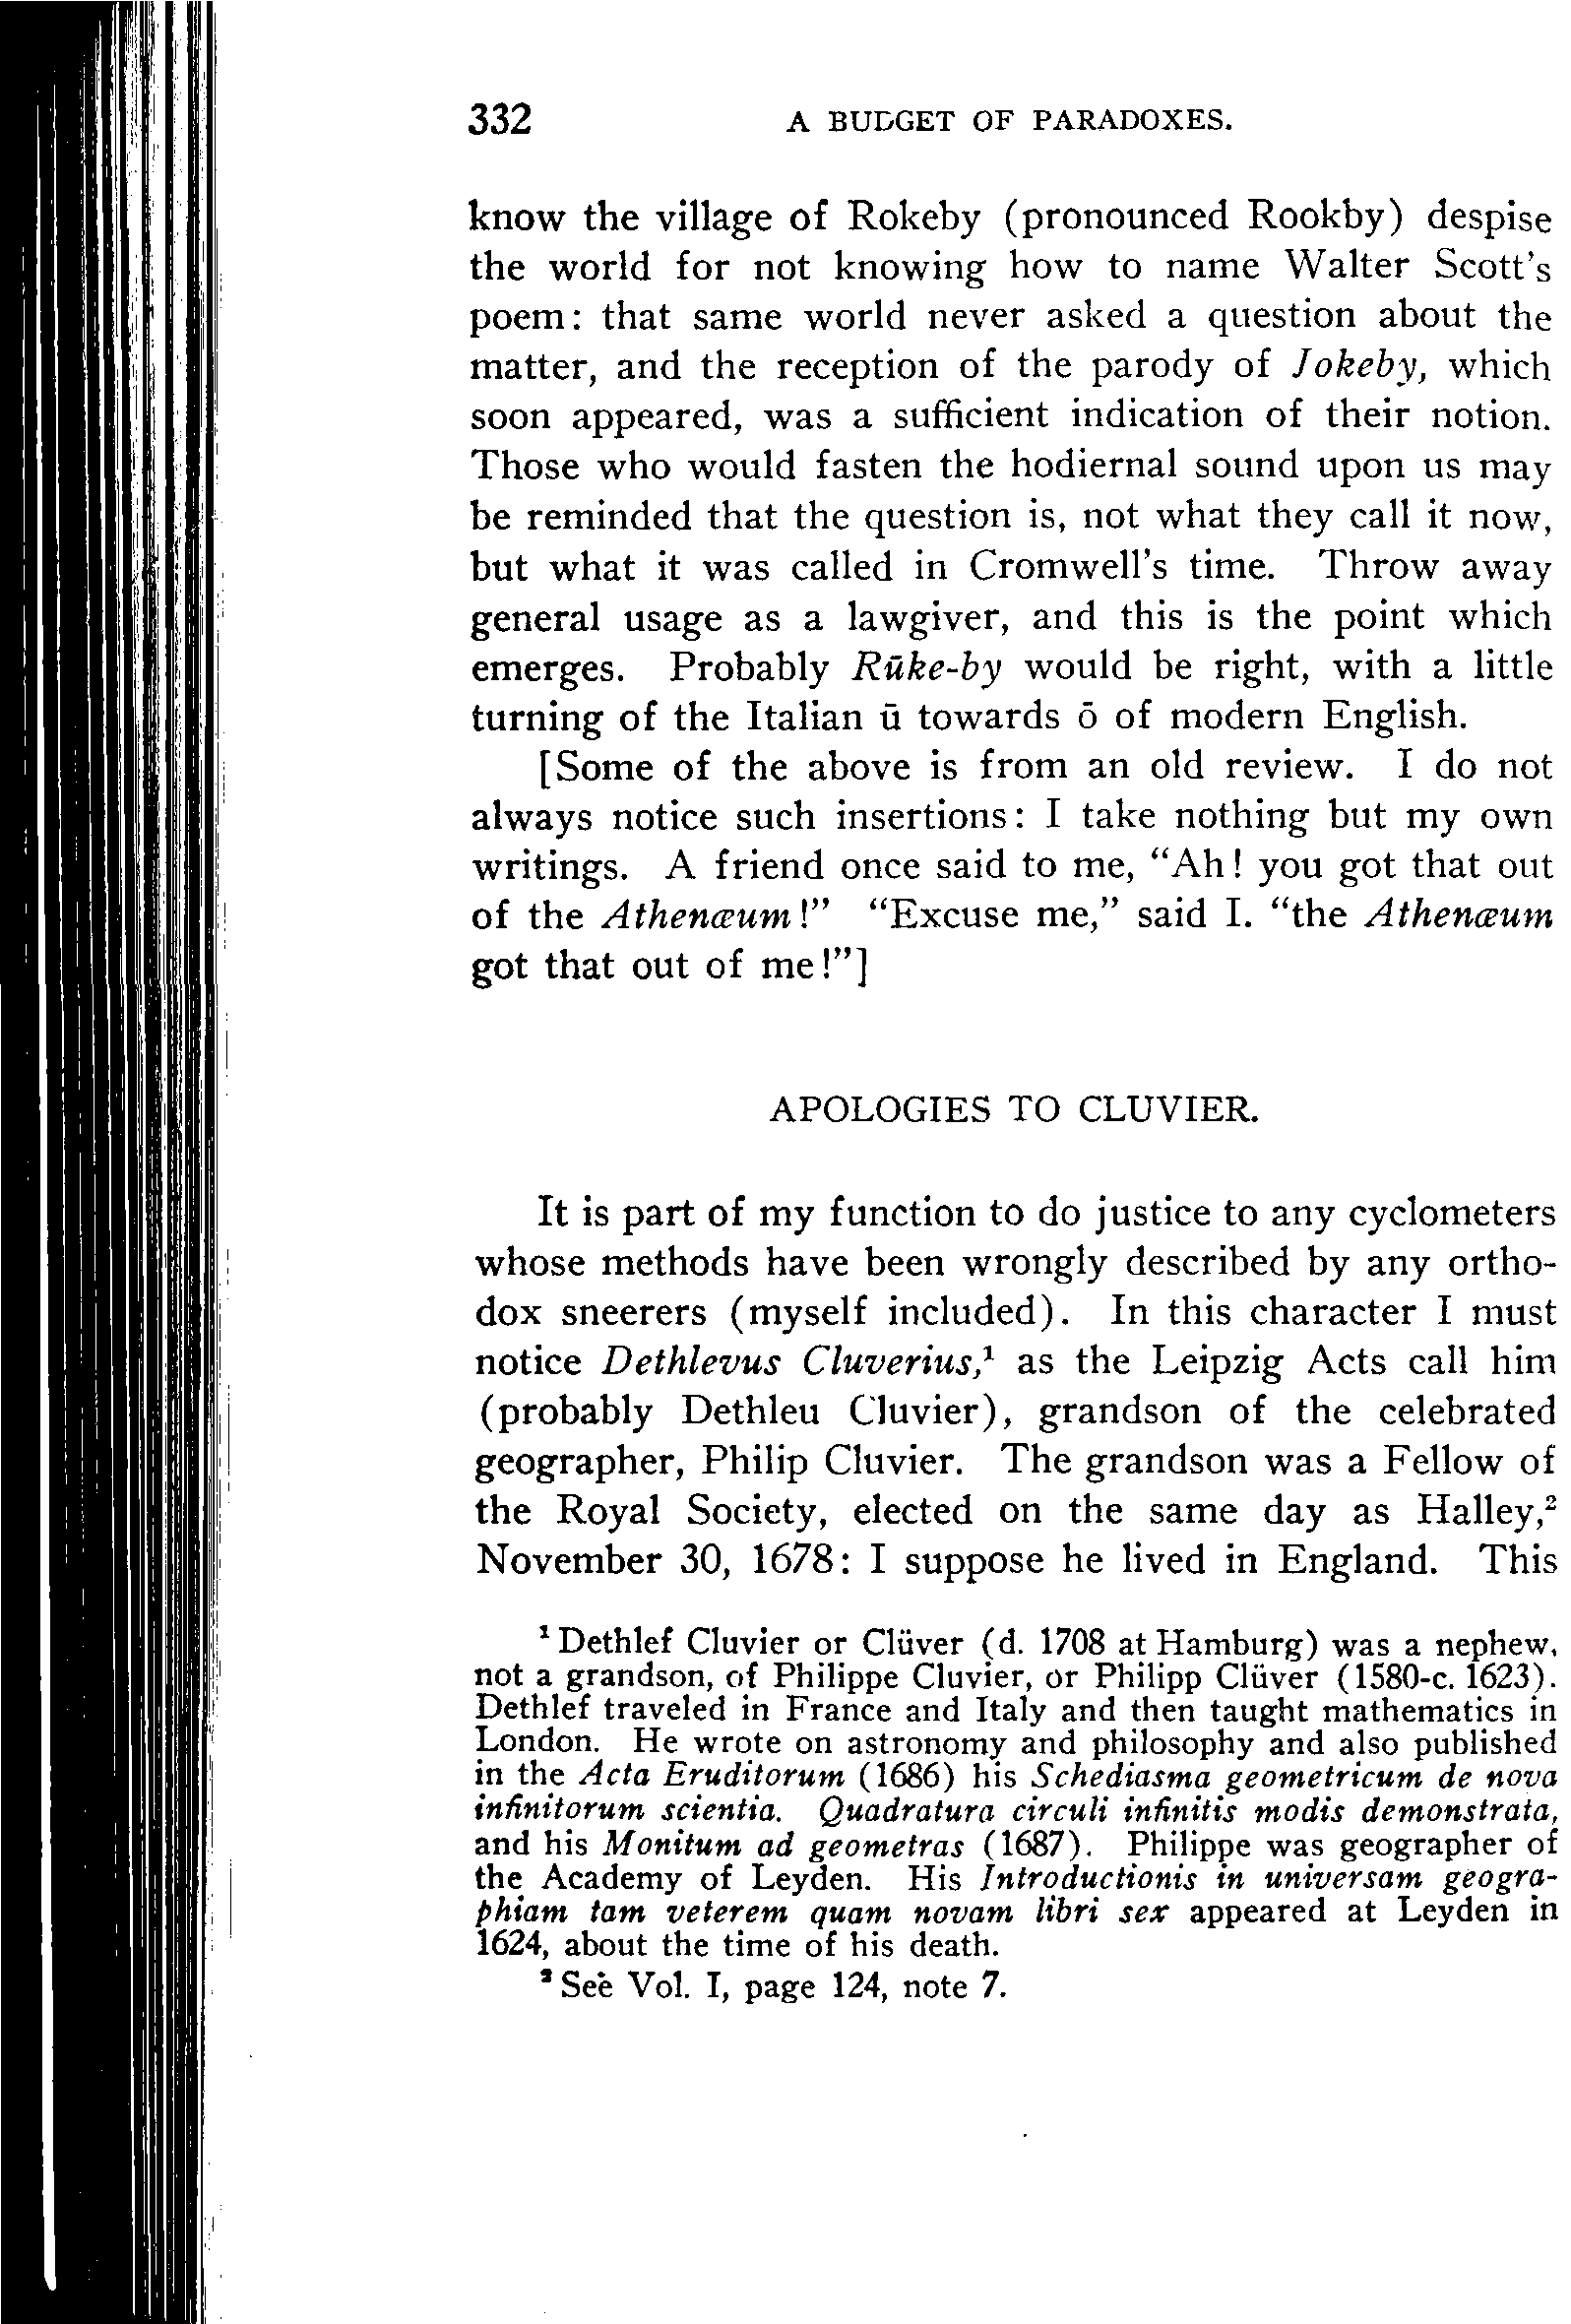 332 A BUDGET OF PARADOXES.
know the village of Rokeby (pronounced Rookby) despise
the world for not knowing how to name Walter Scott's
poem: that same world never asked a question about the
matter, and the reception of the parody of Jokeby, which
soon appeared, was a sufficient indication of their notion.
Those who would fasten the hodiernal sound upon us may
be reminded that the question is, not what they call it now,
but what it was called in Cromwell's time. Throw away
general usage as a lawgiver, and this is the point which
emerges. Probably Rūke-by would be right, with a little
turning of the Italian ū towards ō of modern English.
[Some of the above is from an old review. I do not
always notice such insertions: I take nothing but my own
writings. A friend once said to me, "Ah! you got that out
of the Athenæum!" "Excuse me," said I. "the Athenæum
got that out of me!"]
APOLOGIES TO CLUVIER.
It is part of my function to do justice to any cyclometers
whose methods have been wrongly described by any ortho-
dox sneerers (myself included). In this character I must
notice Dethlevus Cluverius,¹ as the Leipzig Acts call him
(probably Dethleu Cluvier), grandson of the celebrated
geographer, Philip Cluvier. The grandson was a Fellow of
the Royal Society, elected on the same day as Halley,²
November 30, 1678: I suppose he lived in England. This
¹ Dethlef Cluvier or Clüver (d. 1708 at Hamburg) was a nephew,
not a grandson, of Philippe Cluvier, or Philipp Clüver (1580-c. 1623).
Dethlef traveled in France and Italy and then taught mathematics in
London. He wrote on astronomy and philosophy and also published
in the Acta Eruditorum (1686) his Schediasma geometricum de nova
infinitorum scientia. Quadratura circuli infinitis modis demonstrata,
and his Monitum ad geometras (1687). Philippe was geographer of
the Academy of Leyden. His Introductionis in universam geogra-
phiam tam veterem quam novam libri sex appeared at Leyden in
1624, about the time of his death.
² See Vol. I, page 124, note 7.